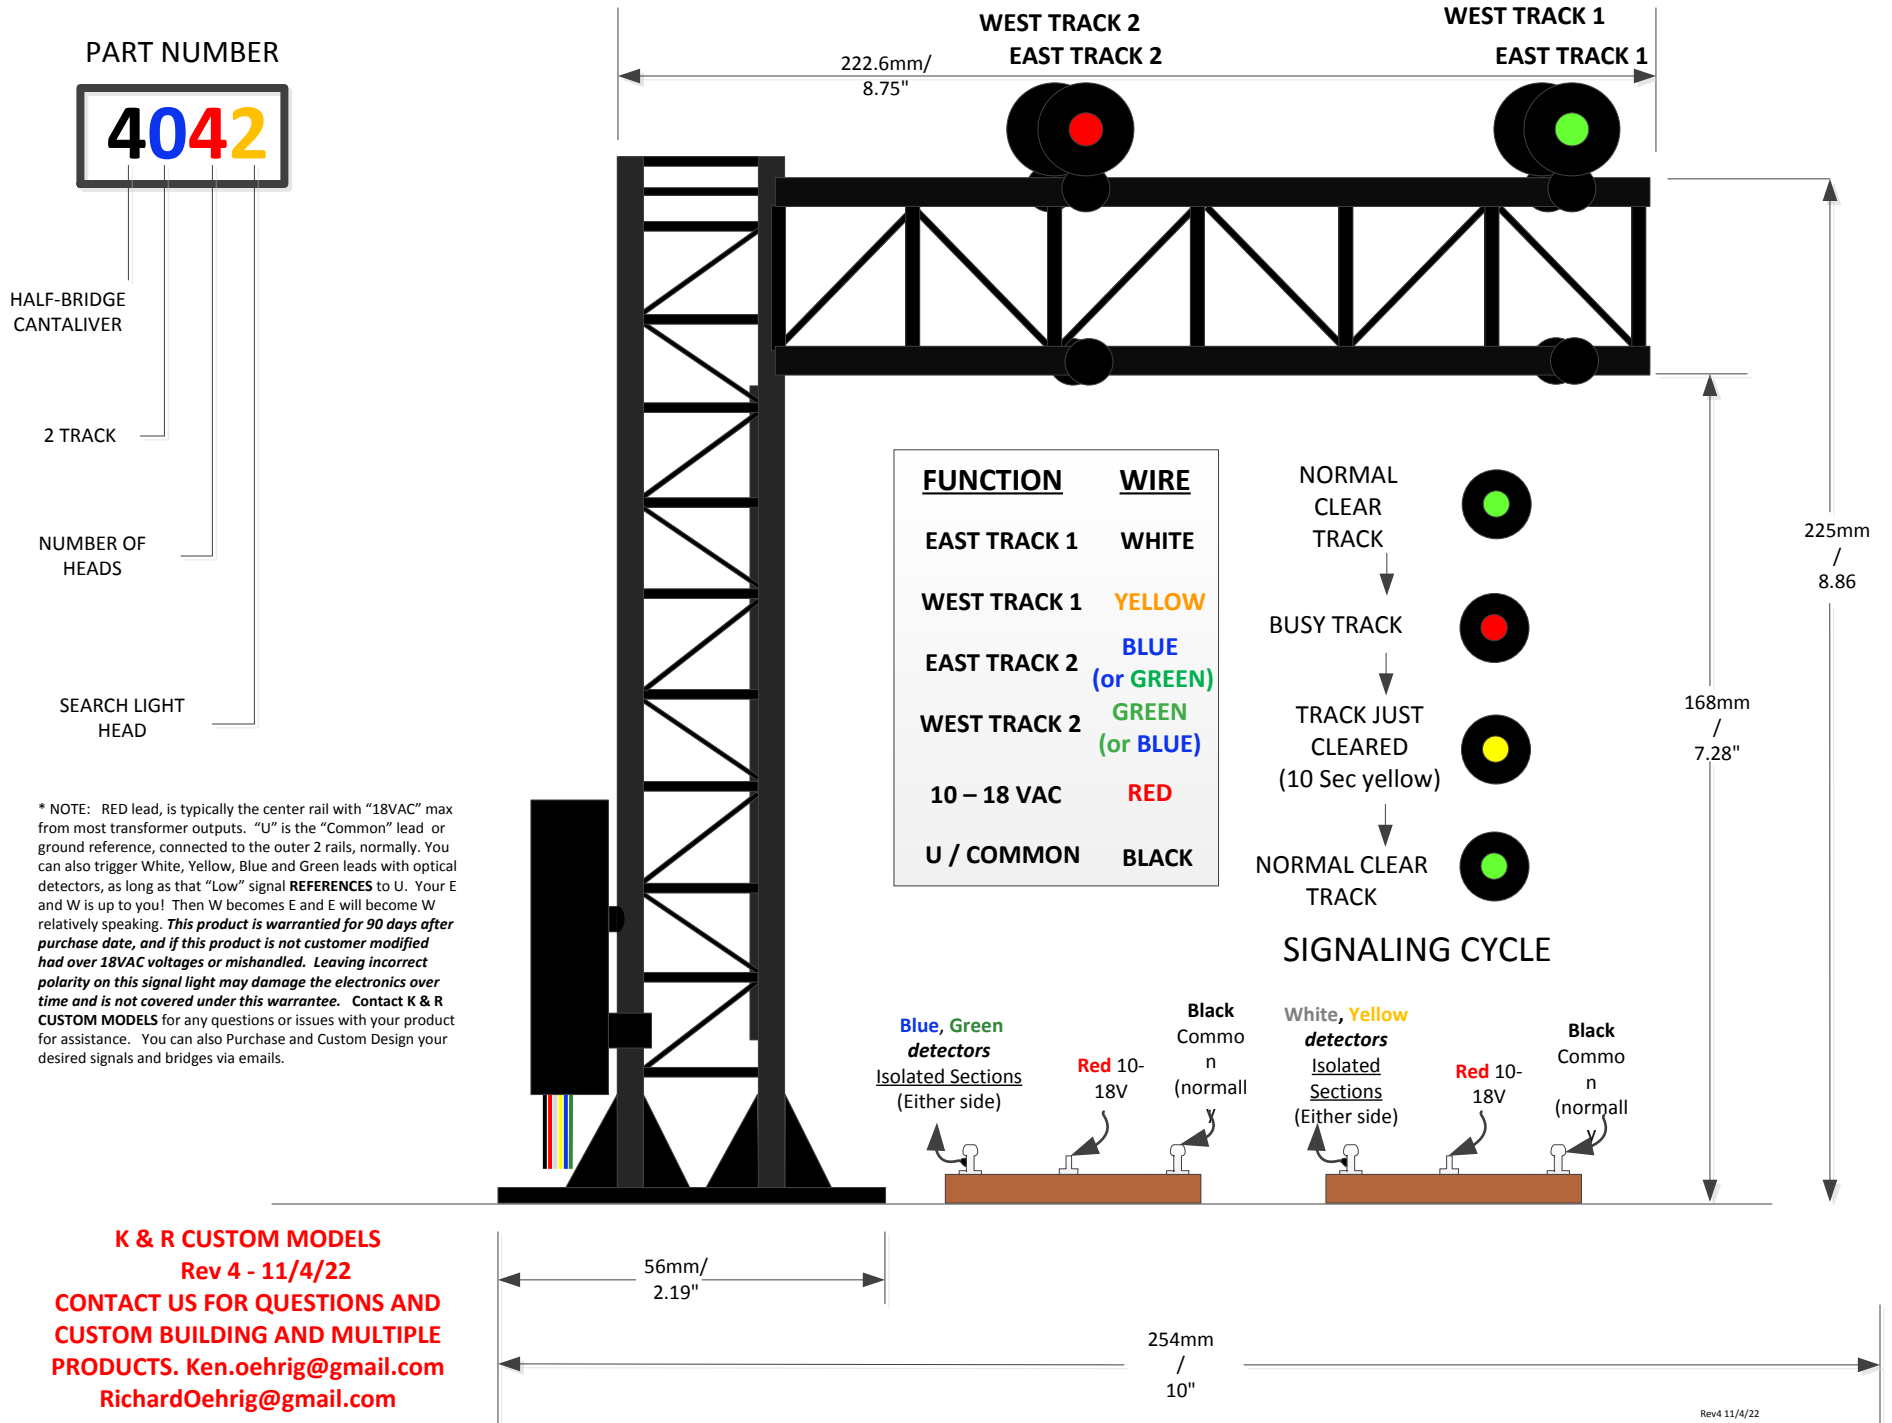 PART NUMBER
4042
HALF-BRIDGE
CANTALIVER
2 TRACK
NUMBER OF
HEADS
SEARCH LIGHT
HEAD
WEST TRACK 2
EAST TRACK 2
WEST TRACK 1
EAST TRACK 1
222.6mm/
8.75"
225mm
/
8.86
168mm
/
7.28"
FUNCTION WIRE
EAST TRACK 1 WHITE
WEST TRACK 1 YELLOW
EAST TRACK 2 BLUE
(or GREEN)
WEST TRACK 2 GREEN
(or BLUE)
10 – 18 VAC RED
U / COMMON BLACK
NORMAL
CLEAR
TRACK
BUSY TRACK
TRACK JUST
CLEARED
(10 Sec yellow)
NORMAL CLEAR
TRACK
SIGNALING CYCLE
* NOTE: RED lead, is typically the center rail with “18VAC” max
from most transformer outputs. “U” is the “Common” lead or
ground reference, connected to the outer 2 rails, normally. You
can also trigger White, Yellow, Blue and Green leads with optical
detectors, as long as that “Low” signal REFERENCES to U. Your E
and W is up to you! Then W becomes E and E will become W
relatively speaking. This product is warrantied for 90 days after
purchase date, and if this product is not customer modified
had over 18VAC voltages or mishandled. Leaving incorrect
polarity on this signal light may damage the electronics over
time and is not covered under this warrantee. Contact K & R
CUSTOM MODELS for any questions or issues with your product
for assistance. You can also Purchase and Custom Design your
desired signals and bridges via emails.
Blue, Green
detectors
Isolated Sections
(Either side)
Red 10-
18V
Black
Commo
n
(normall
y
White, Yellow
detectors
Isolated
Sections
(Either side)
Red 10-
18V
Black
Commo
n
(normall
y
K & R CUSTOM MODELS
Rev 4 - 11/4/22
CONTACT US FOR QUESTIONS AND
CUSTOM BUILDING AND MULTIPLE
PRODUCTS. Ken.oehrig@gmail.com
RichardOehrig@gmail.com
56mm/
2.19"
254mm
/
10"
Rev4 11/4/22